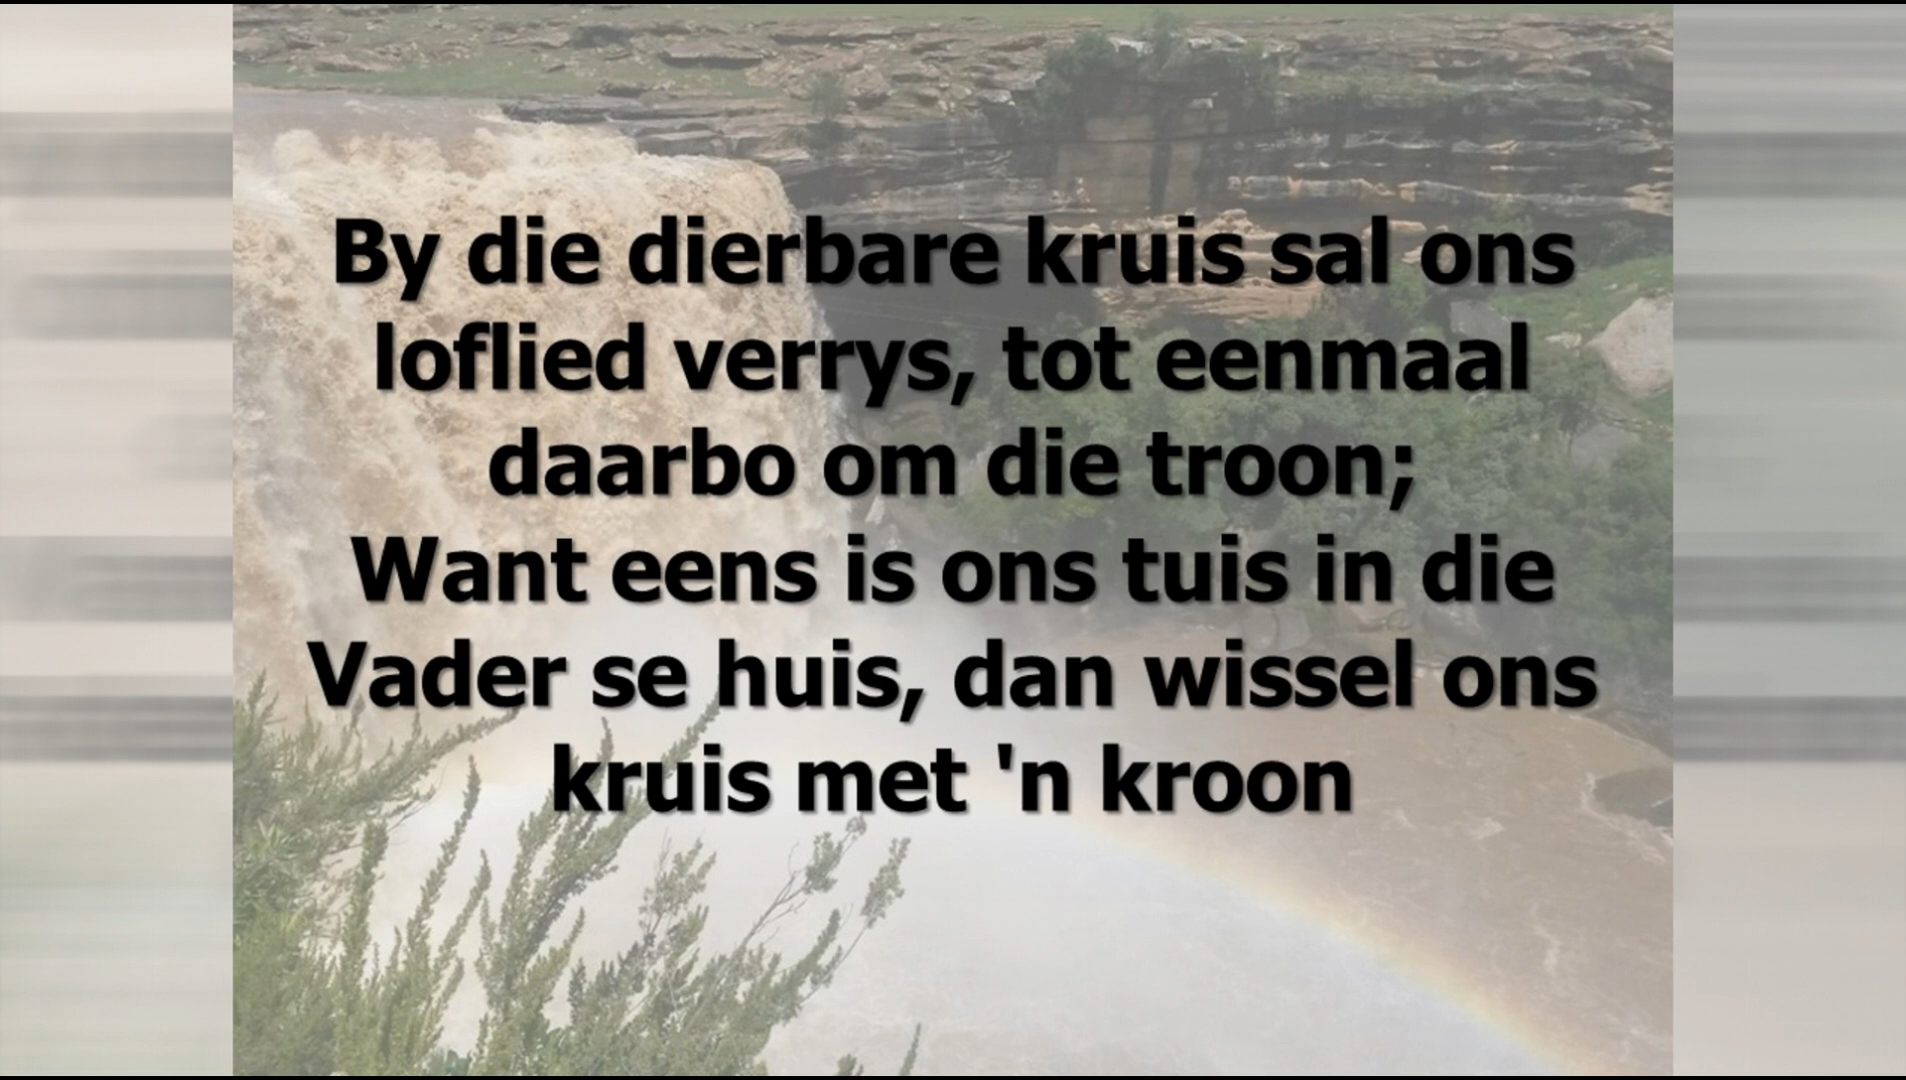 By die dierbare kruis sal ons
loflied verrys, tot eenmaal
daarbo om die troon;
Want eens is ons tuis in die
Vader se huis, dan wissel ons
kruis met 'n kroon